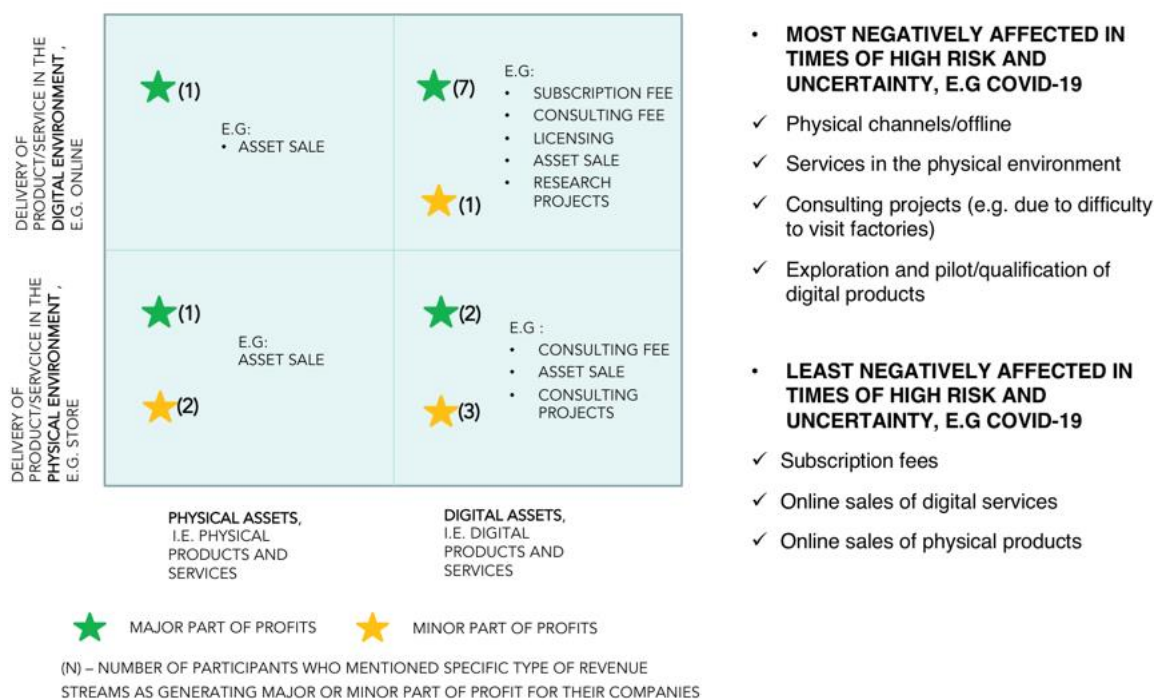 DELIVERY OF
PRODUCT/SERVICE IN THE
DIGITAL ENVIRONMENT ,
E.G. ONLINE
(1)
E.G:
• ASSET SALE
(7)
E.G:
• SUBSCRIPTION FEE
• CONSULTING FEE
• LICENSING
• ASSET SALE
• RESEARCH
PROJECTS
(1)
DELIVERY OF
PRODUCT/SERVCICE IN THE
PHYSICAL ENVIRONMENT ,
E.G. STORE
(1)
E.G:
ASSET SALE
(2)
(2)
E.G :
• CONSULTING FEE
• ASSET SALE
• CONSULTING
PROJECTS
(3)
PHYSICAL ASSETS,
I.E. PHYSICAL
PRODUCTS AND
SERVICES
DIGITAL ASSETS,
I.E. DIGITAL
PRODUCTS AND
SERVICES
MAJOR PART OF PROFITS
MINOR PART OF PROFITS
(N) – NUMBER OF PARTICIPANTS WHO MENTIONED SPECIFIC TYPE OF REVENUE
STREAMS AS GENERATING MAJOR OR MINOR PART OF PROFIT FOR THEIR COMPANIES
• MOST NEGATIVELY AFFECTED IN
TIMES OF HIGH RISK AND
UNCERTAINTY, E.G COVID-19
✓ Physical channels/offline
✓ Services in the physical environment
✓ Consulting projects (e.g. due to difficulty
to visit factories)
✓ Exploration and pilot/qualification of
digital products
• LEAST NEGATIVELY AFFECTED IN
TIMES OF HIGH RISK AND
UNCERTAINTY, E.G COVID-19
✓ Subscription fees
✓ Online sales of digital services
✓ Online sales of physical products